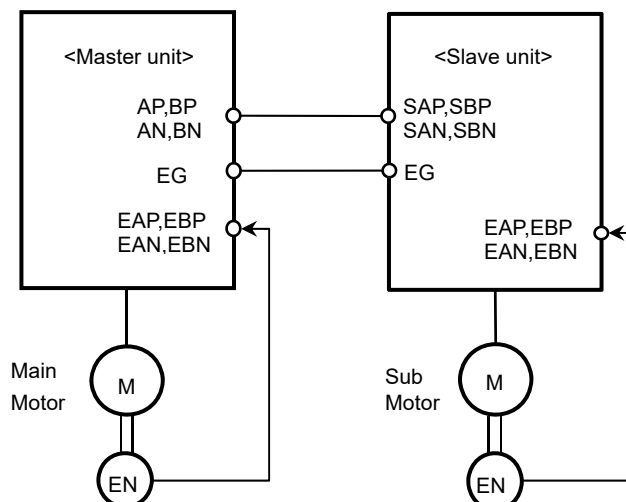 <Master unit>
AP,BP
AN,BN
EG
EAP,EBP
EAN,EBN
Main
Motor
M
EN
<Slave unit>
SAP,SBP
SAN,SBN
EG
EAP,EBP
EAN,EBN
Sub
Motor
M
EN